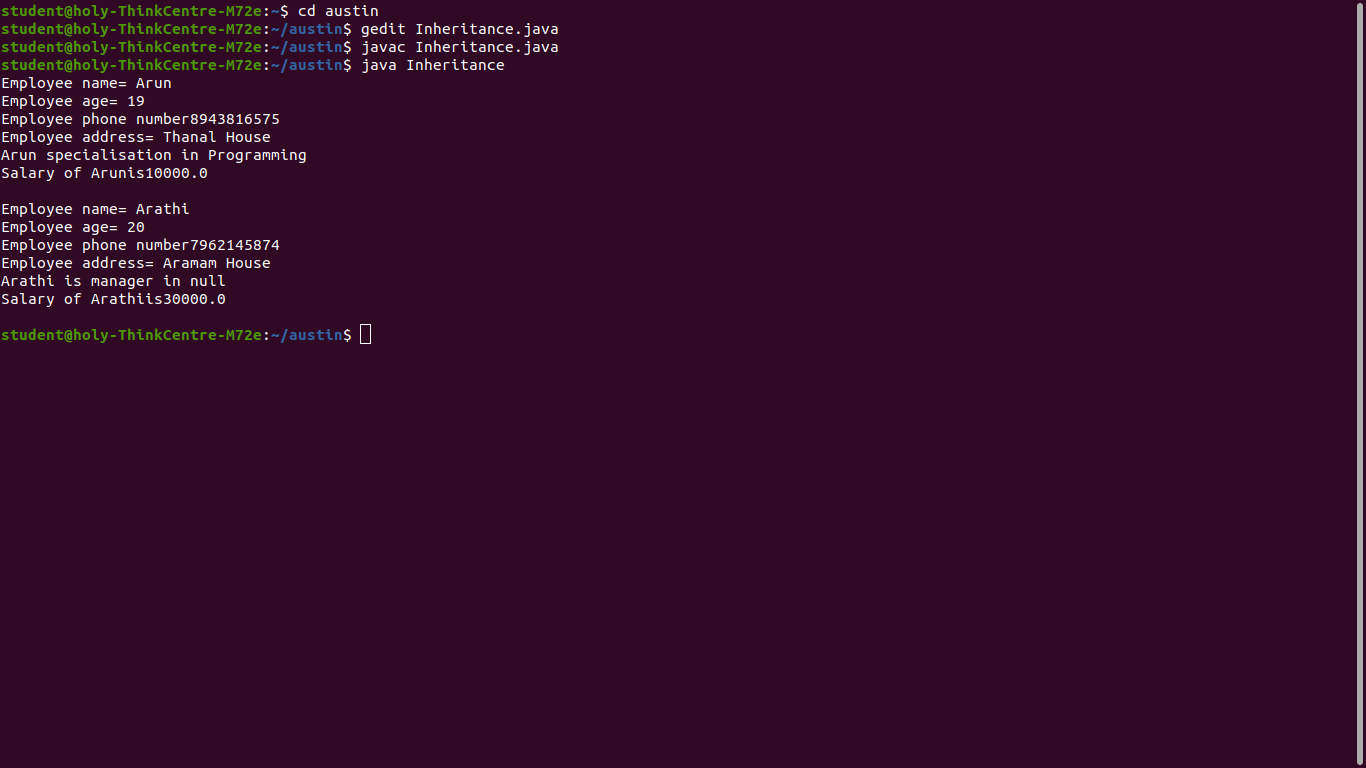 student@holy-ThinkCentre-M72e:~$ cd austin
student@holy-ThinkCentre-M72e:~/austin$ gedit Inheritance.java
student@holy-ThinkCentre-M72e:~/austin$ javac Inheritance.java
student@holy-ThinkCentre-M72e:~/austin$ java Inheritance
Employee name= Arun
Employee age= 19
Employee phone number8943816575
Employee address= Thanal House
Arun specialisation in Programming
Salary of Arunis10000.0
Employee name= Arathi
Employee age= 20
Employee phone number7962145874
Employee address= Aramam House
Arathi is manager in null
Salary of Arathiis30000.0
student@holy-ThinkCentre-M72e:~/austin$